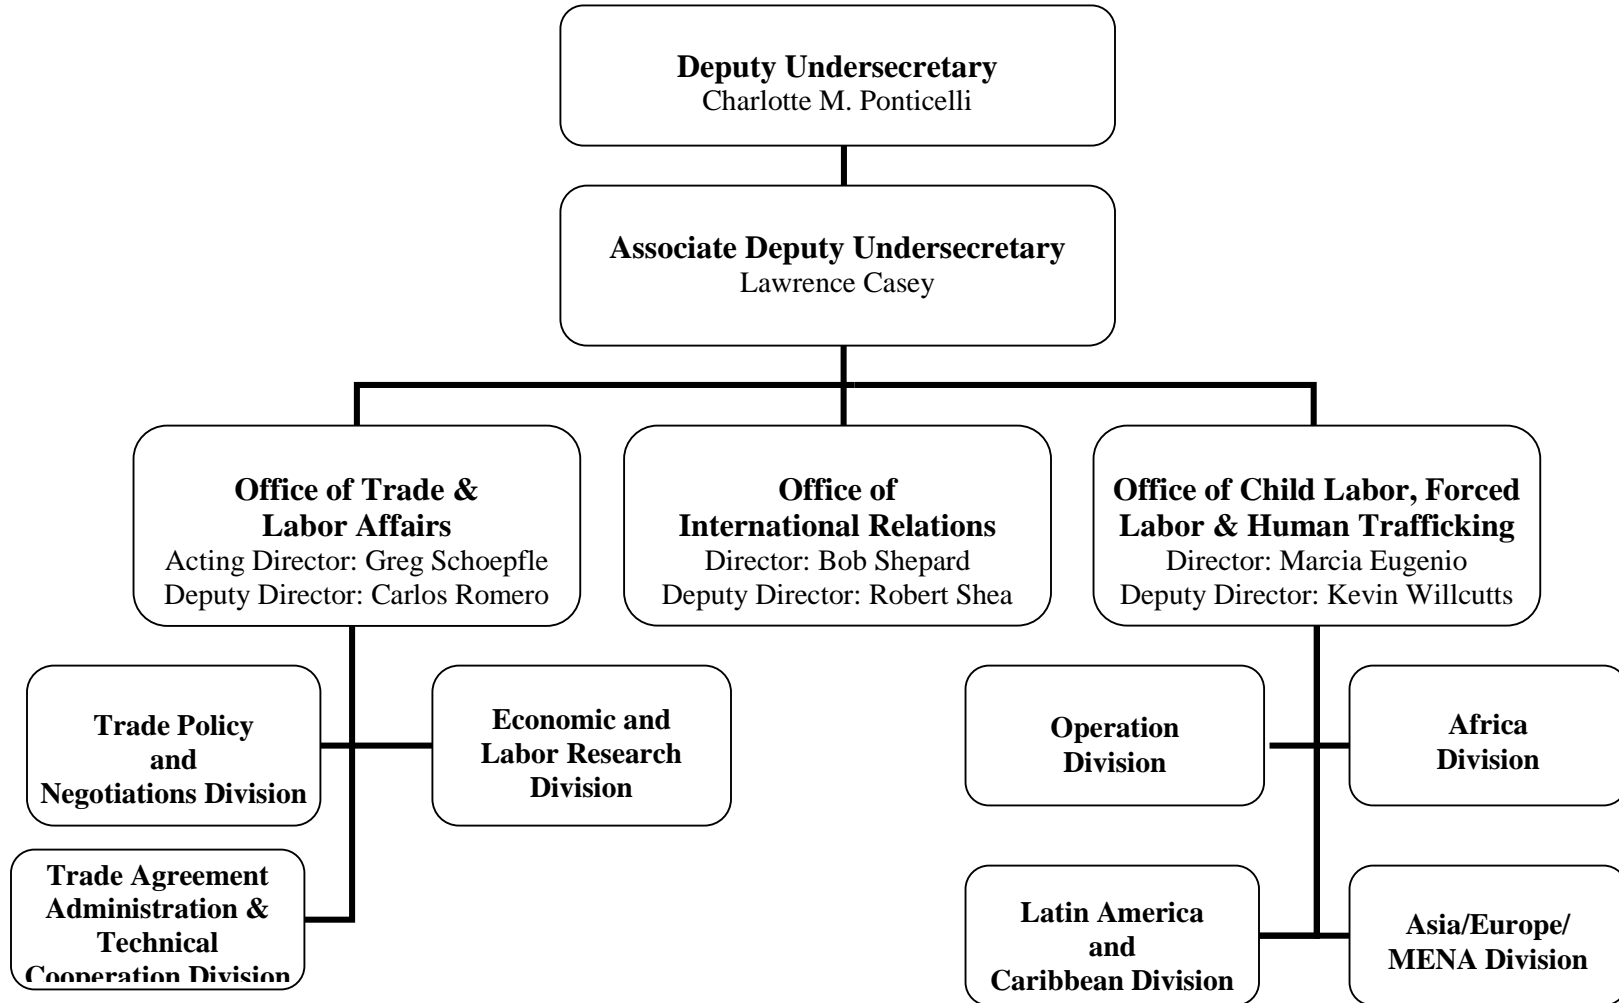 Deputy Undersecretary
Charlotte M. Ponticelli
Associate Deputy Undersecretary
Lawrence Casey
Office of Trade &
Labor Affairs
Acting Director: Greg Schoepfle
Deputy Director: Carlos Romero
Office of
International Relations
Director: Bob Shepard
Deputy Director: Robert Shea
Office of Child Labor, Forced
Labor & Human Trafficking
Director: Marcia Eugenio
Deputy Director: Kevin Willcutts
Trade Policy
and
Negotiations Division
Economic and
Labor Research
Division
Operation
Division
Africa
Division
Trade Agreement
Administration &
Technical
Cooperation Division
Latin America
and
Caribbean Division
Asia/Europe/
MENA Division